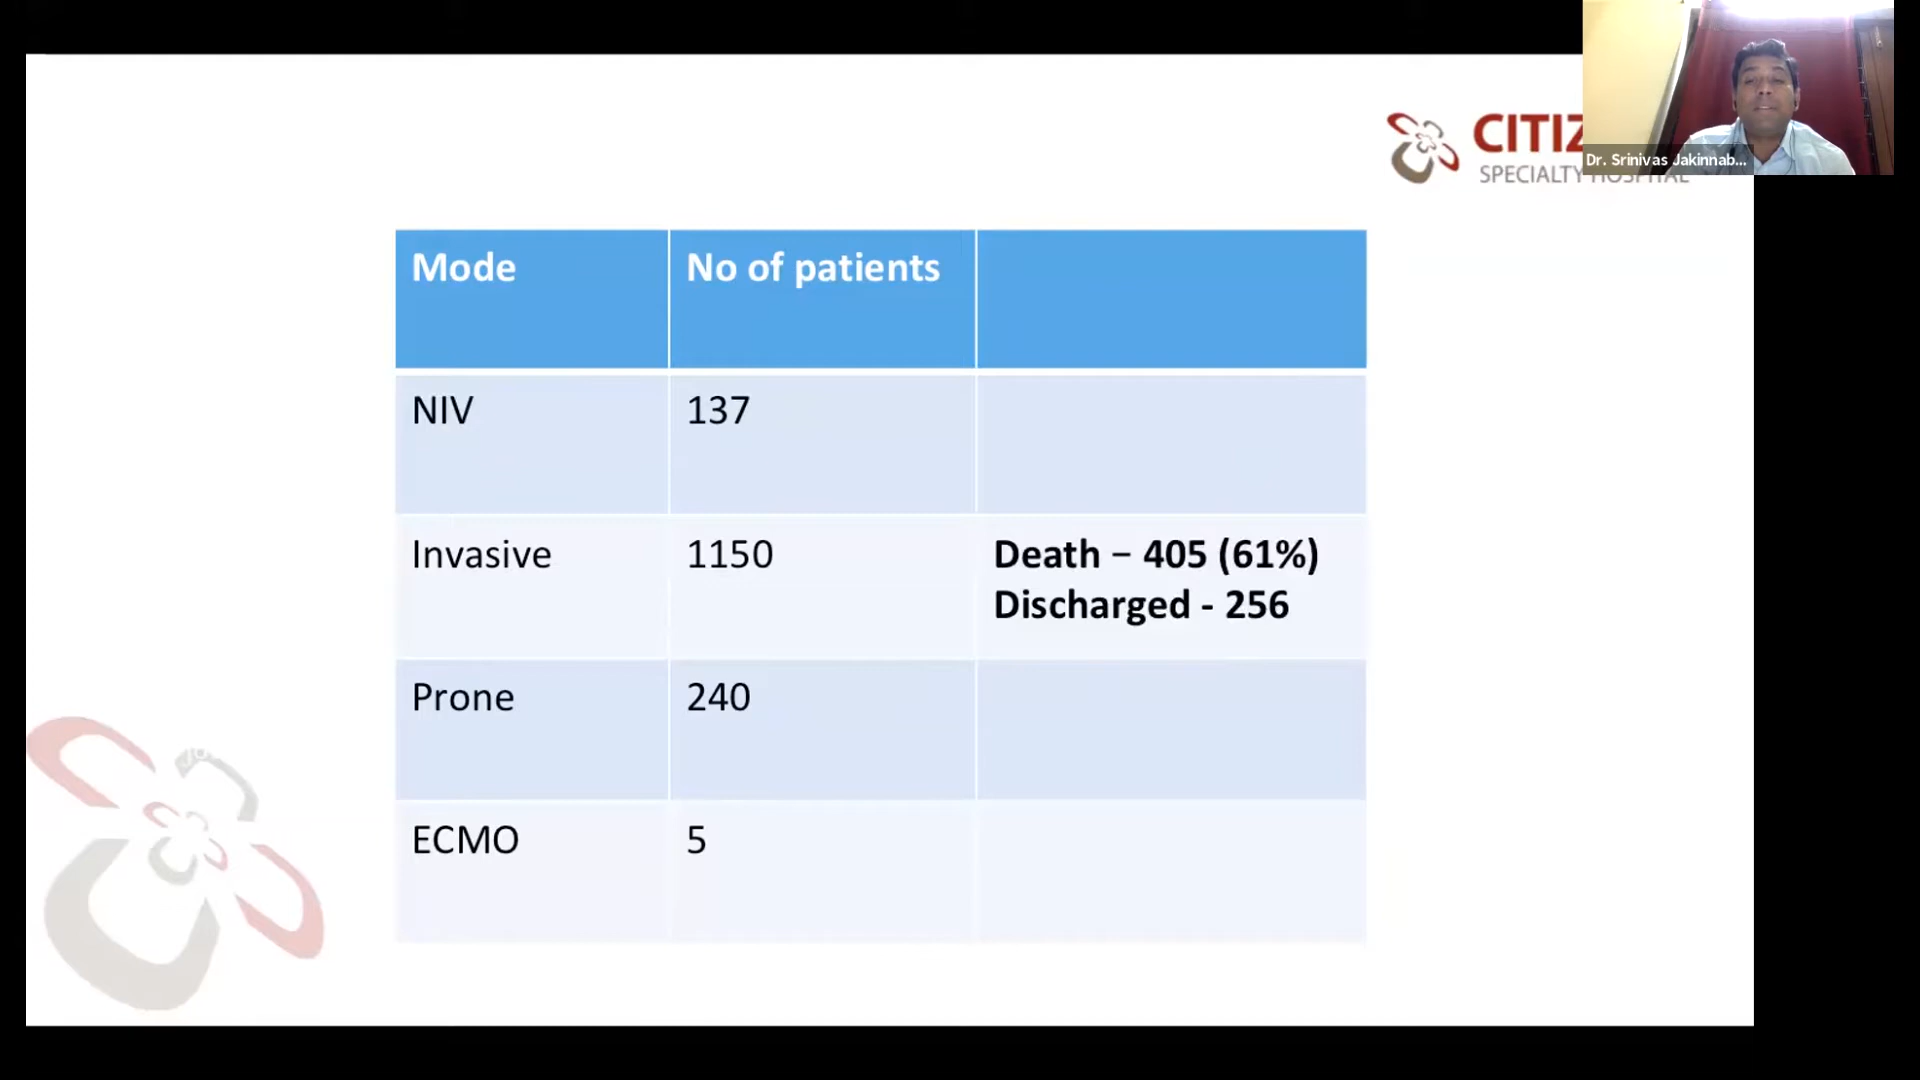 CITIZ
SPECIALTY HOSPITAL
Dr. Srinivas Jakinnab...
Mode
No of patients
NIV
137
Invasive
1150
Death – 405 (61%)
Discharged - 256
Prone
240
ECMO
5